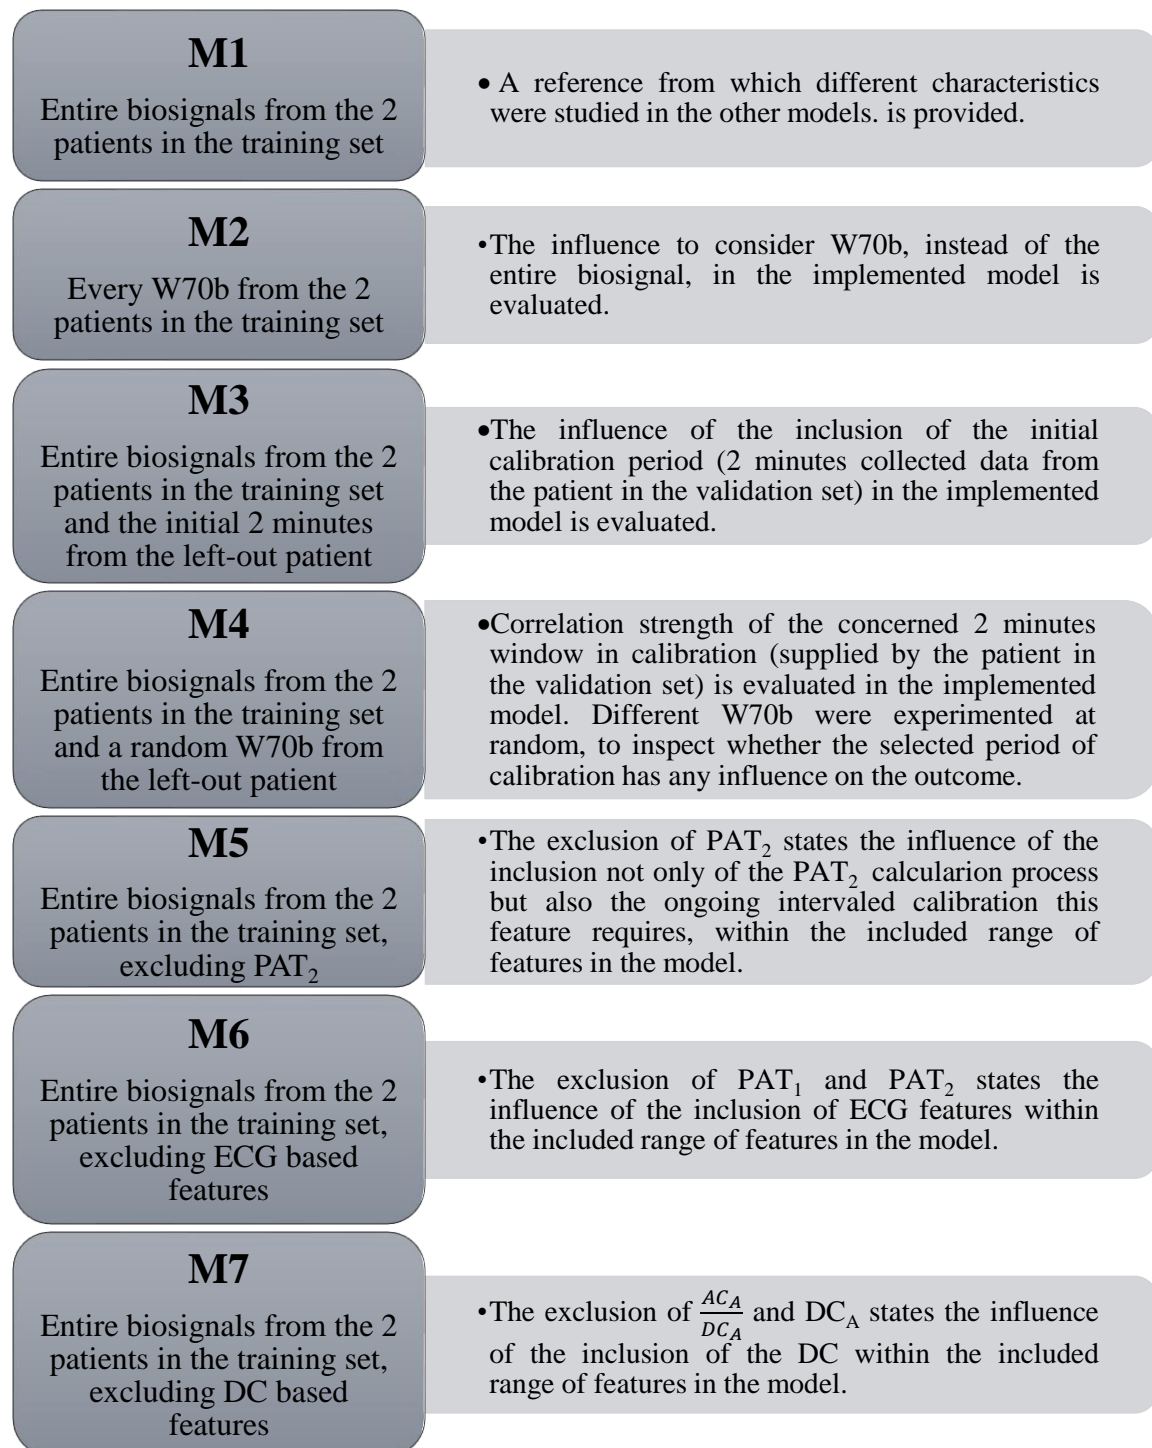 M1
Entire biosignals from the 2
patients in the training set
• A reference from which different characteristics
were studied in the other models. is provided.
M2
Every W70b from the 2
patients in the training set
•The influence to consider W70b, instead of the
entire biosignal, in the implemented model is
evaluated.
M3
Entire biosignals from the 2
patients in the training set
and the initial 2 minutes
from the left-out patient
•The influence of the inclusion of the initial
calibration period (2 minutes collected data from
the patient in the validation set) in the implemented
model is evaluated.
M4
Entire biosignals from the 2
patients in the training set
and a random W70b from
the left-out patient
•Correlation strength of the concerned 2 minutes
window in calibration (supplied by the patient in
the validation set) is evaluated in the implemented
model. Different W70b were experimented at
random, to inspect whether the selected period of
calibration has any influence on the outcome.
M5
Entire biosignals from the 2
patients in the training set,
excluding PAT₂
•The exclusion of PAT₂ states the influence of the
inclusion not only of the PAT₂ calcularion process
but also the ongoing intervaled calibration this
feature requires, within the included range of
features in the model.
M6
Entire biosignals from the 2
patients in the training set,
excluding ECG based
features
•The exclusion of PAT₁ and PAT₂ states the
influence of the inclusion of ECG features within
the included range of features in the model.
M7
Entire biosignals from the 2
patients in the training set,
excluding DC based
features
•The exclusion of AC_A/DC_A and DC_A states the influence
of the inclusion of the DC within the included
range of features in the model.